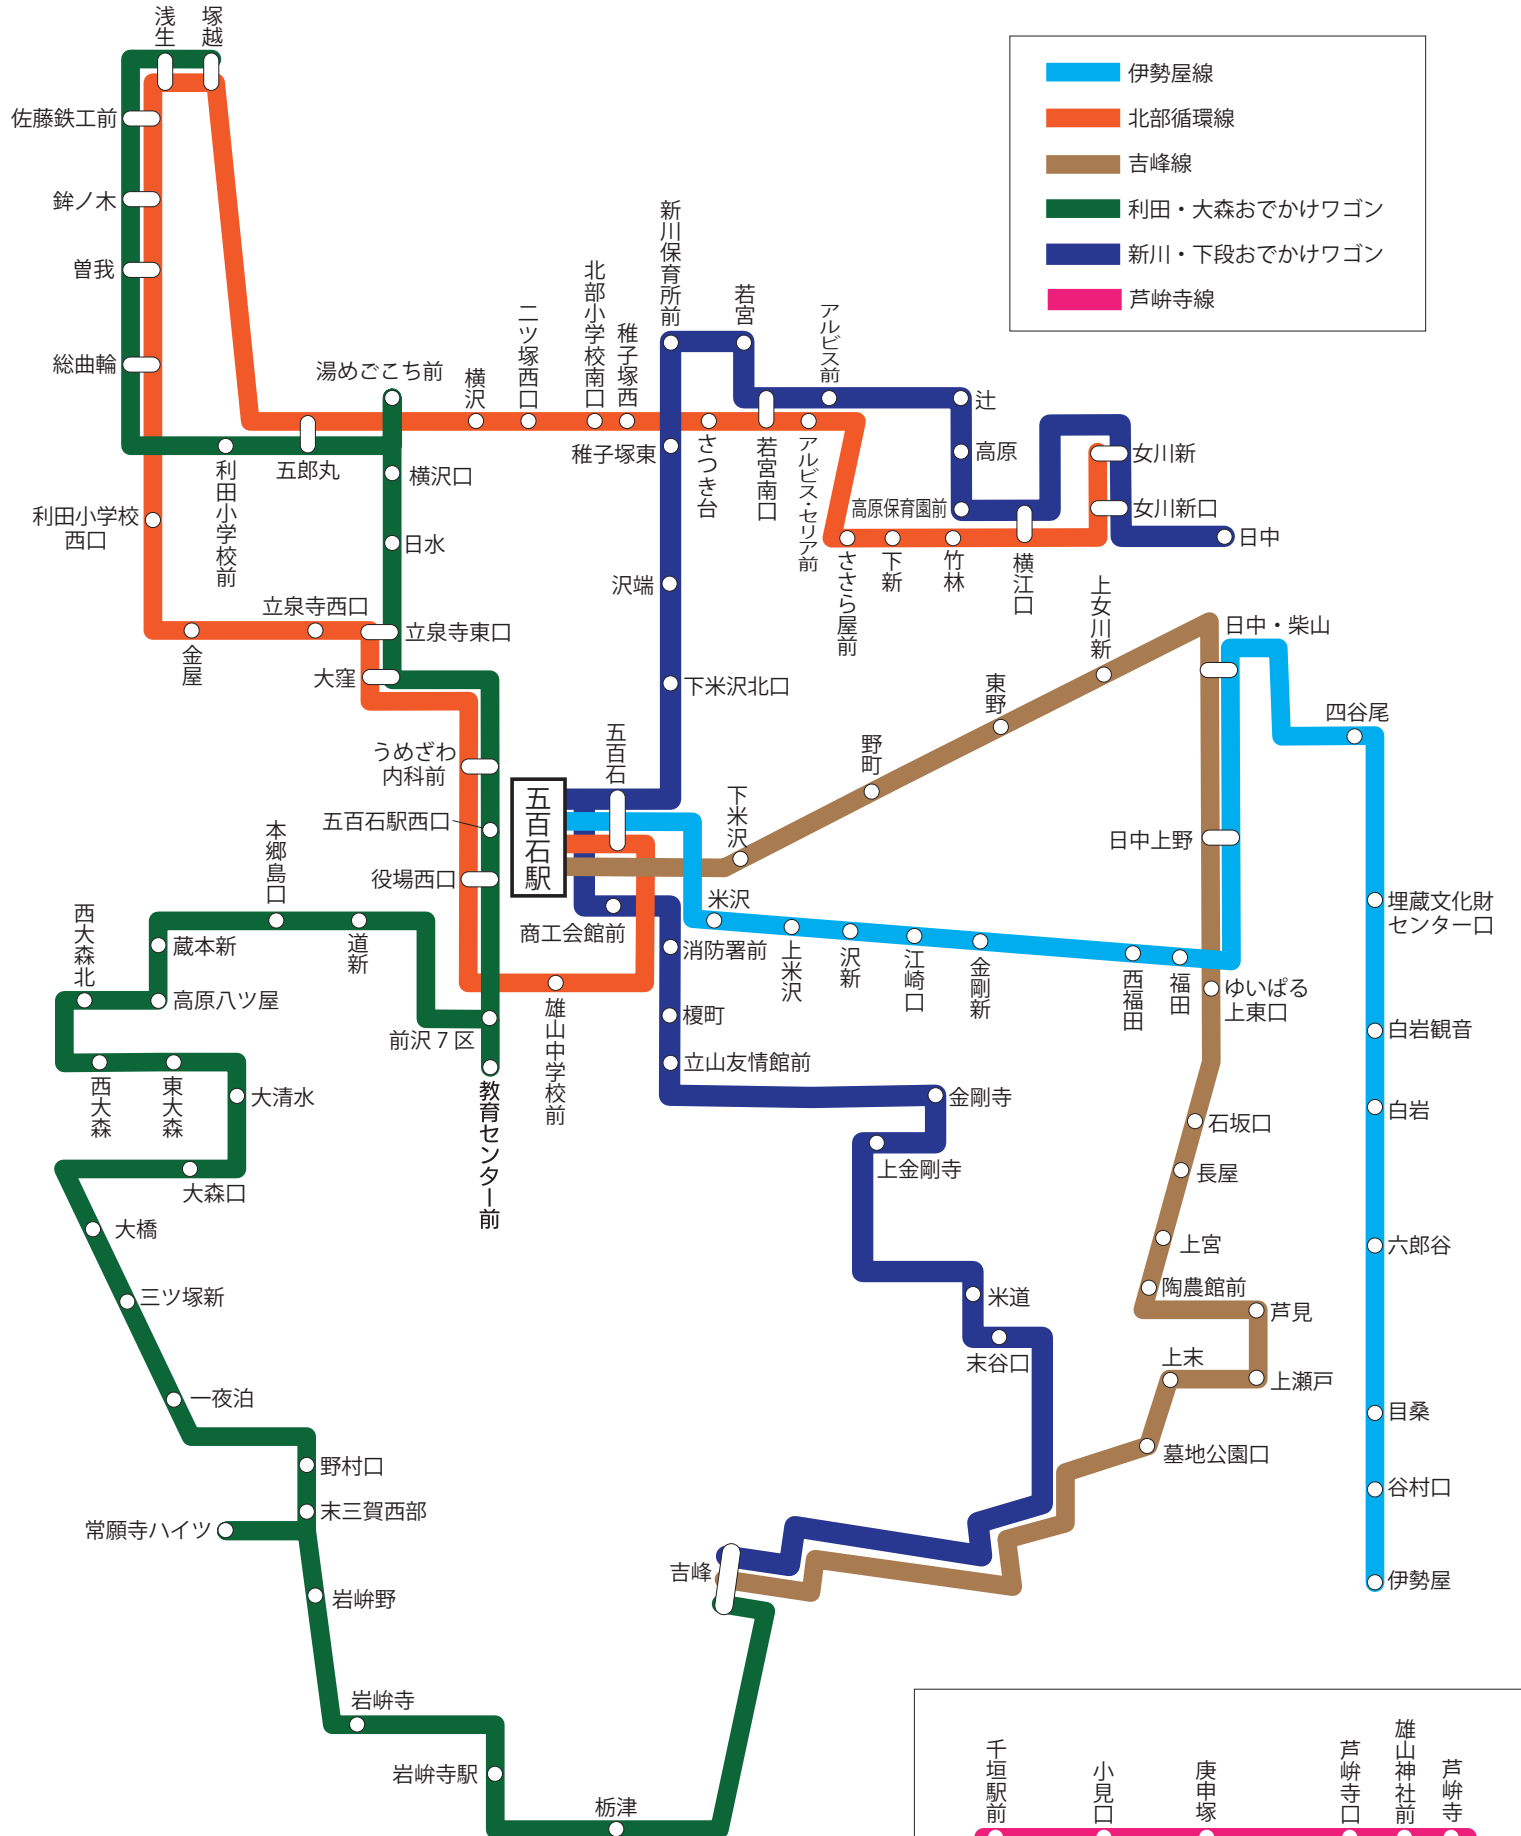 伊勢屋線
北部循環線
吉峰線
利田・大森おでかけワゴン
新川・下段おでかけワゴン
芦峅寺線
浅生
塚越
佐藤鉄工前
鉾ノ木
曽我
総曲輪
利田小学校
西口
湯めごこち前
利田小学校前
五郎丸
横沢口
日水
横沢
二ツ塚西口
北部小学校南口
稚子塚西
新川保育所前
若宮
アルビス前
辻
高原
高原保育園前
稚子塚東
さつき台
若宮南口
アルビス・セリア前
ささら屋前
下新
竹林
横江口
女川新
女川新口
日中
金屋
立泉寺西口
立泉寺東口
大窪
沢端
下米沢北口
うめざわ
内科前
五百石駅西口
役場西口
五百石
五百石駅
下米沢
野町
東野
上女川新
日中・柴山
四谷尾
日中上野
米沢
上米沢
沢新
江崎口
金剛新
西福田
福田
ゆいぱる
上東口
埋蔵文化財
センター口
白岩観音
白岩
六郎谷
目桑
谷村口
伊勢屋
商工会館前
消防署前
榎町
立山友情館前
金剛寺
上金剛寺
米道
末谷口
雄山中学校前
本郷島口
道新
前沢7区
教育センター前
西大森北
蔵本新
高原八ツ屋
西大森
東大森
大清水
大森口
大橋
三ツ塚新
一夜泊
野村口
末三賀西部
常願寺ハイツ
岩峅野
岩峅寺
岩峅寺駅
栃津
吉峰
石坂口
長屋
上宮
陶農館前
芦見
上瀬戸
上末
墓地公園口
千垣駅前
小見口
庚申塚
芦峅寺口
雄山神社前
芦峅寺